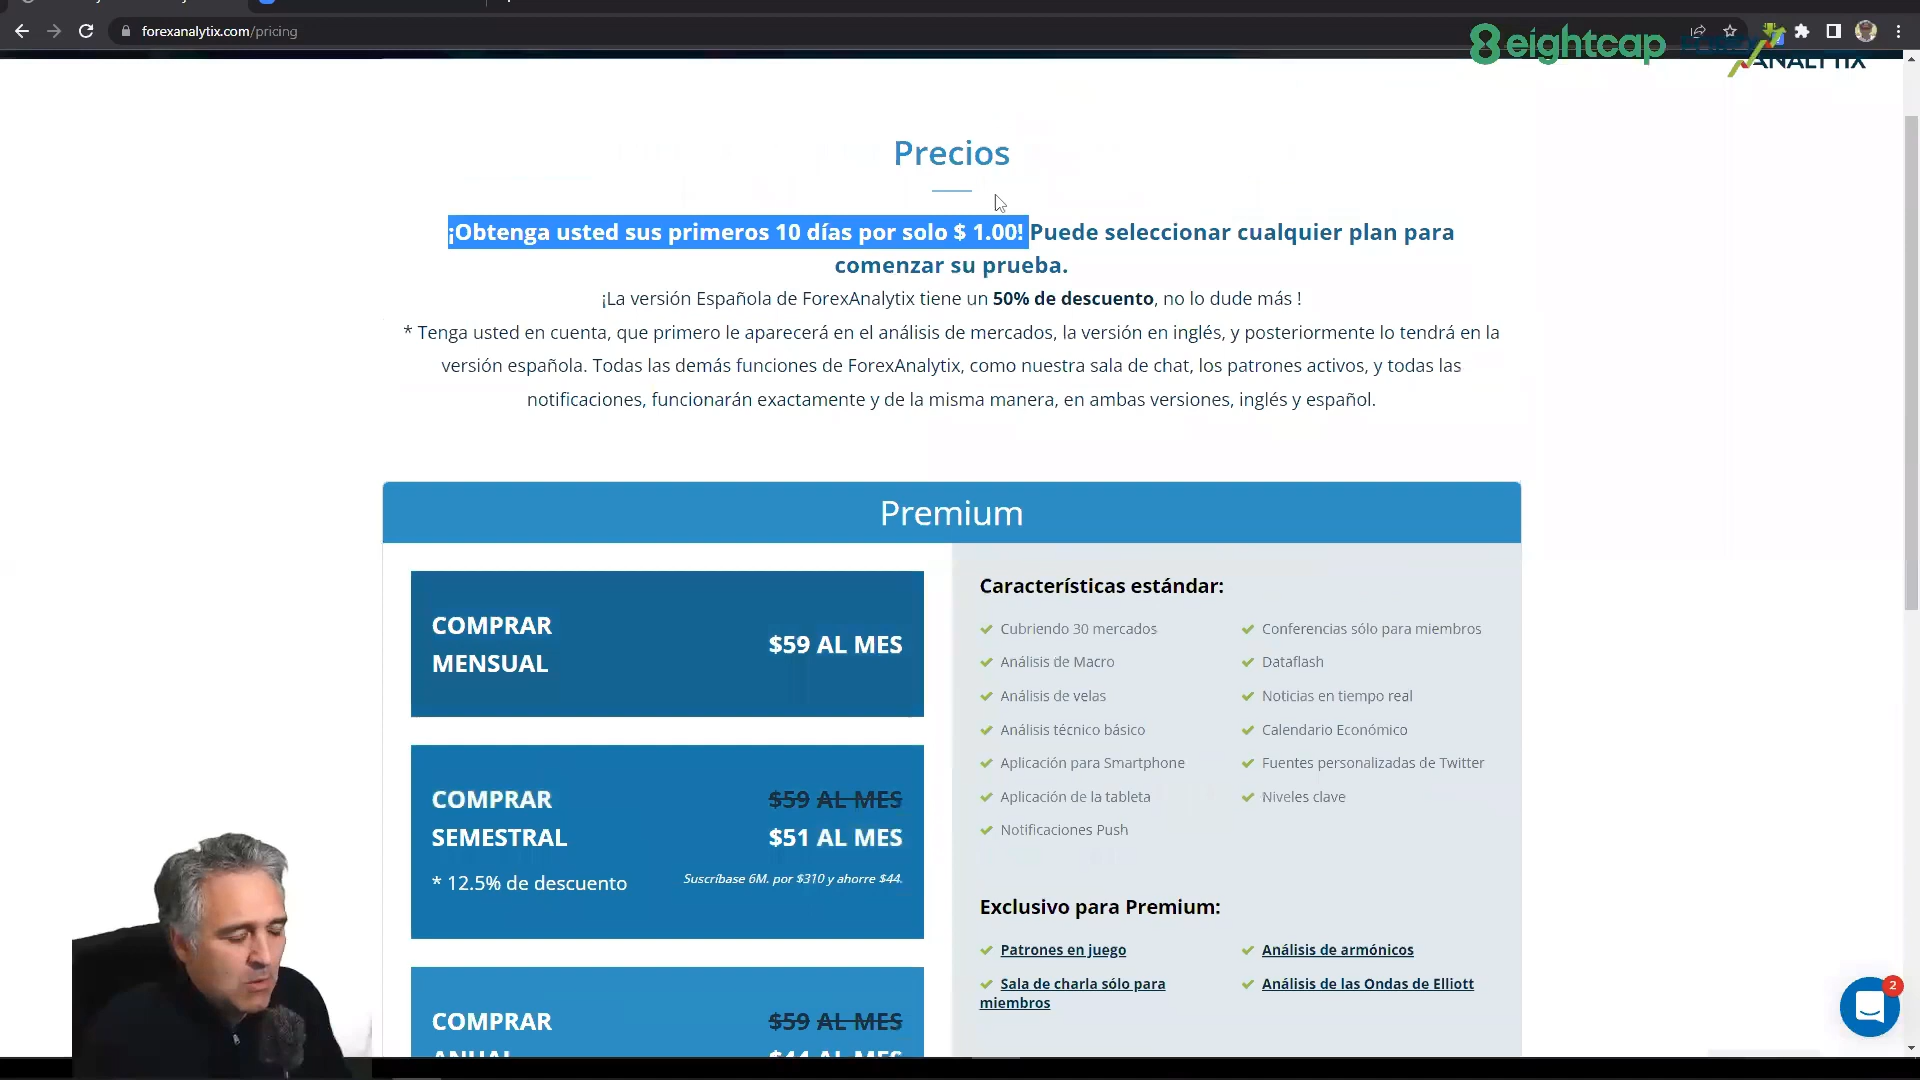 forexanalytix.com/pricing
eightcap
ANALYTIX
Precios
¡Obtenga usted sus primeros 10 días por solo $ 1.00! Puede seleccionar cualquier plan para
comenzar su prueba.
¡La versión Española de ForexAnalytix tiene un 50% de descuento, no lo dude más !
* Tenga usted en cuenta, que primero le aparecerá en el análisis de mercados, la versión en inglés, y posteriormente lo tendrá en la
versión española. Todas las demás funciones de ForexAnalytix, como nuestra sala de chat, los patrones activos, y todas las
notificaciones, funcionarán exactamente y de la misma manera, en ambas versiones, inglés y español.
Premium
COMPRAR
MENSUAL
$59 AL MES
COMPRAR
SEMESTRAL
$59 AL MES
$51 AL MES
* 12.5% de descuento
Suscríbase 6M. por $310 y ahorre $44.
COMPRAR
ANUAL
$59 AL MES
$44 AL MES
Características estándar:
Cubriendo 30 mercados
Análisis de Macro
Análisis de velas
Análisis técnico básico
Aplicación para Smartphone
Aplicación de la tableta
Notificaciones Push
Conferencias sólo para miembros
Dataflash
Noticias en tiempo real
Calendario Económico
Fuentes personalizadas de Twitter
Niveles clave
Exclusivo para Premium:
Patrones en juego
Sala de charla sólo para
miembros
Análisis de armónicos
Análisis de las Ondas de Elliott
2